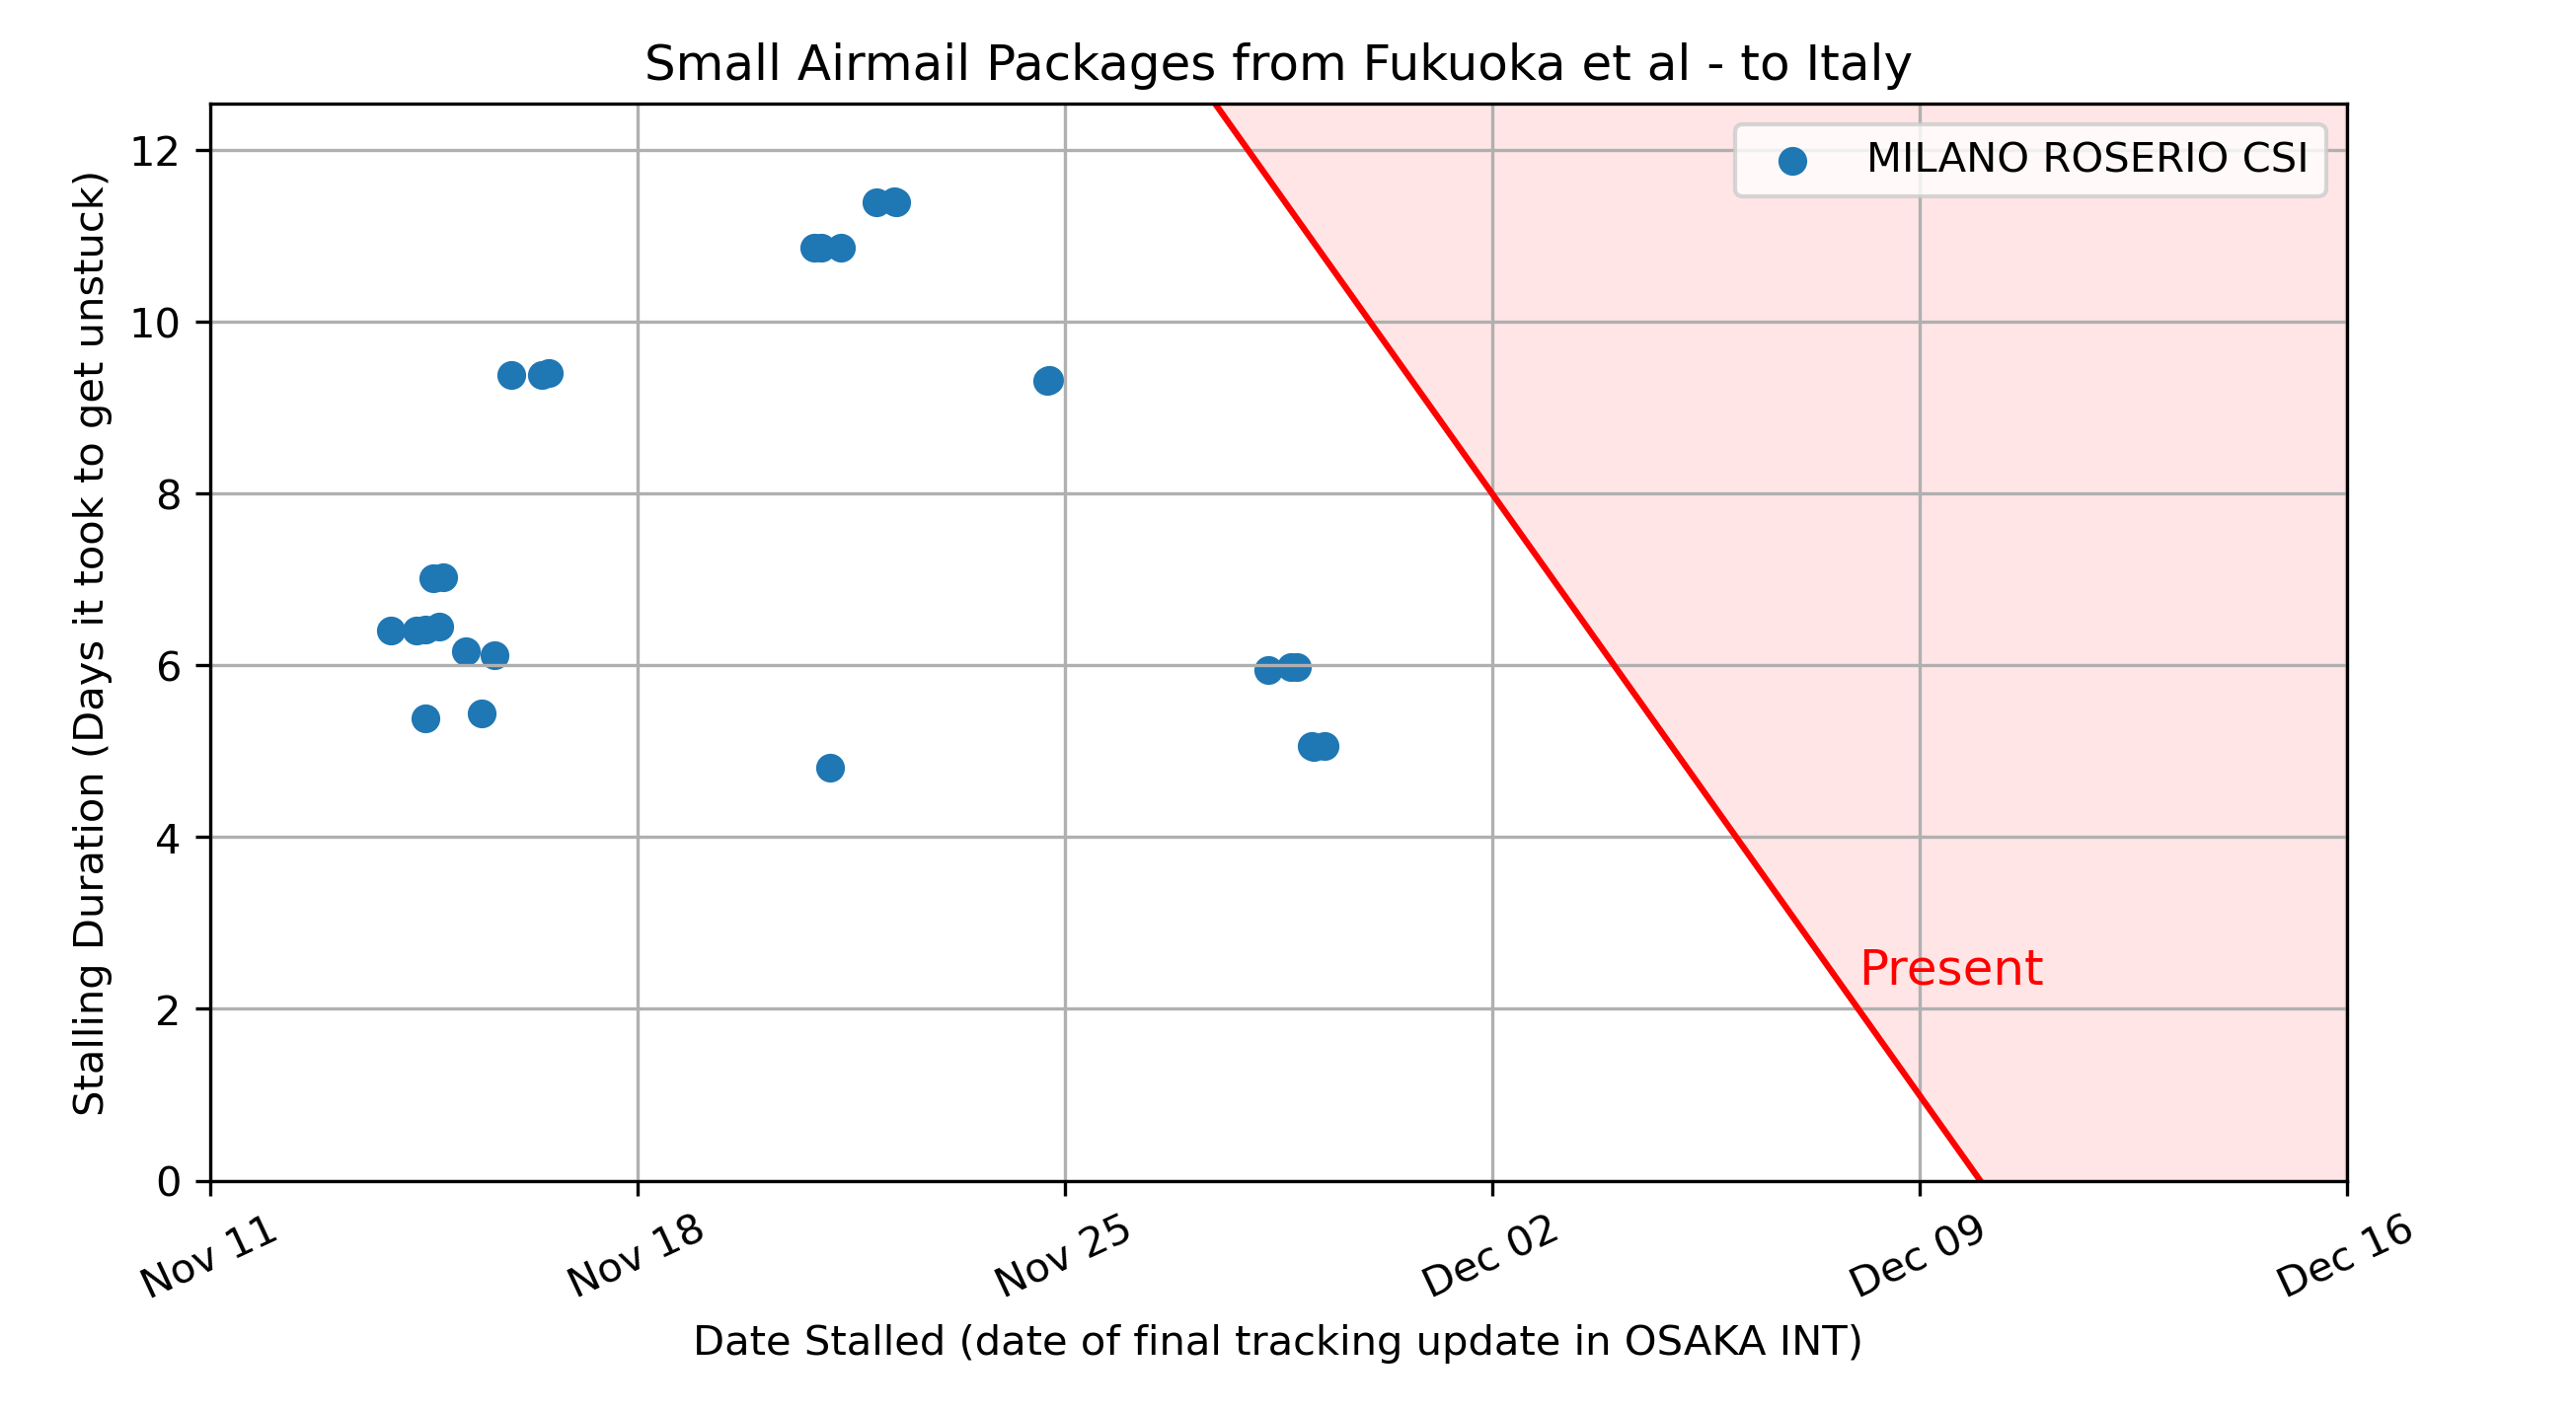 Small Airmail Packages from Fukuoka et al - to Italy
MILANO ROSERIO CSI
Stalling Duration (Days it took to get unstuck)
12
10
8
6
4
2
0
Present
Nov 11
Nov 18
Nov 25
Dec 02
Dec 09
Dec 16
Date Stalled (date of final tracking update in OSAKA INT)